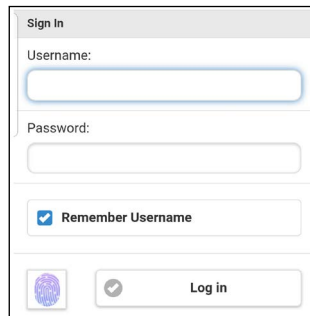 Sign In
Username:
Password:
Remember Username
Log in